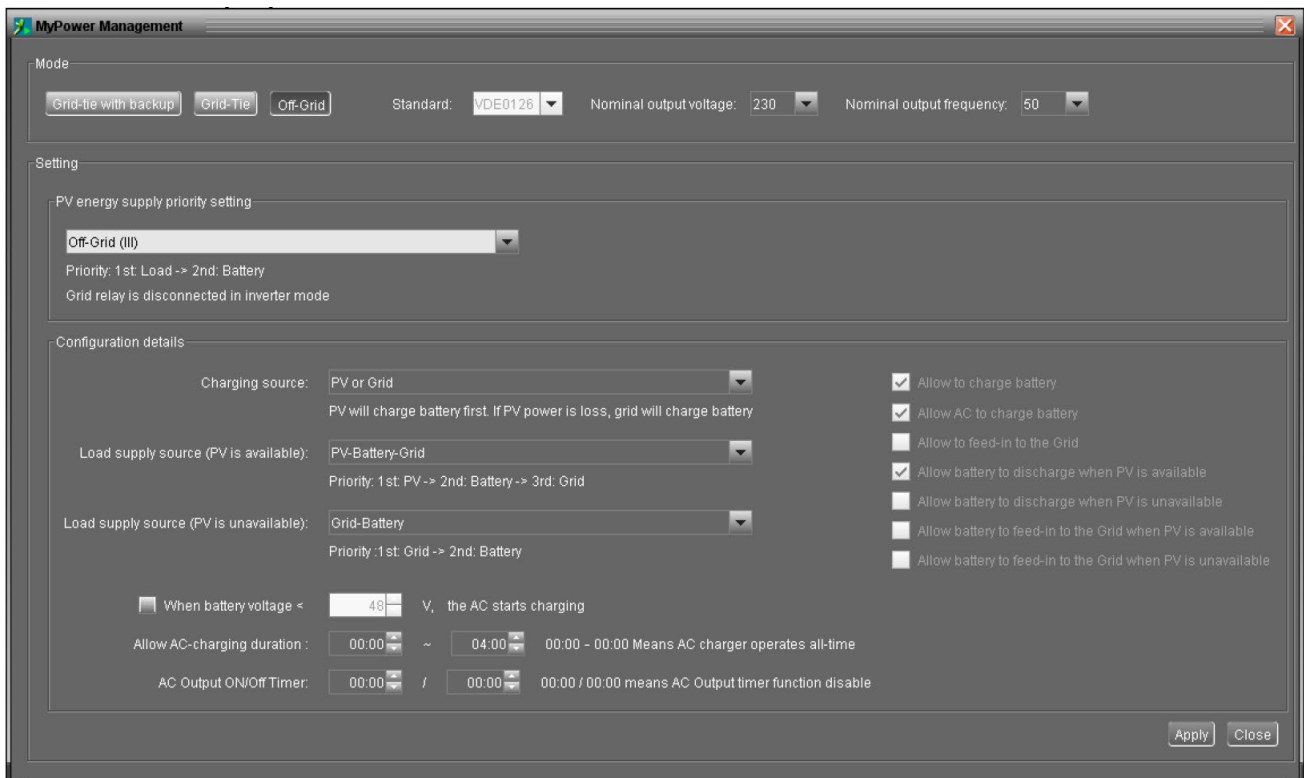 MyPower Management
Mode
Grid-tie with backup Grid-Tie Off-Grid Standard: VDE0126 Nominal output voltage: 230 Nominal output frequency: 50
Setting
PV energy supply priority setting
Off-Grid (III)
Priority: 1st: Load -> 2nd: Battery
Grid relay is disconnected in inverter mode
Configuration details
Charging source: PV or Grid
PV will charge battery first. If PV power is loss, grid will charge battery
Load supply source (PV is available): PV-Battery-Grid
Priority: 1st: PV -> 2nd: Battery -> 3rd: Grid
Load supply source (PV is unavailable): Grid-Battery
Priority :1st: Grid -> 2nd: Battery
Allow to charge battery
Allow AC to charge battery
Allow to feed-in to the Grid
Allow battery to discharge when PV is available
Allow battery to discharge when PV is unavailable
Allow battery to feed-in to the Grid when PV is available
Allow battery to feed-in to the Grid when PV is unavailable
When battery voltage < 48 V, the AC starts charging
Allow AC-charging duration : 00:00 ~ 04:00 00:00 - 00:00 Means AC charger operates all-time
AC Output ON/Off Timer: 00:00 / 00:00 00:00 / 00:00 means AC Output timer function disable
Apply Close